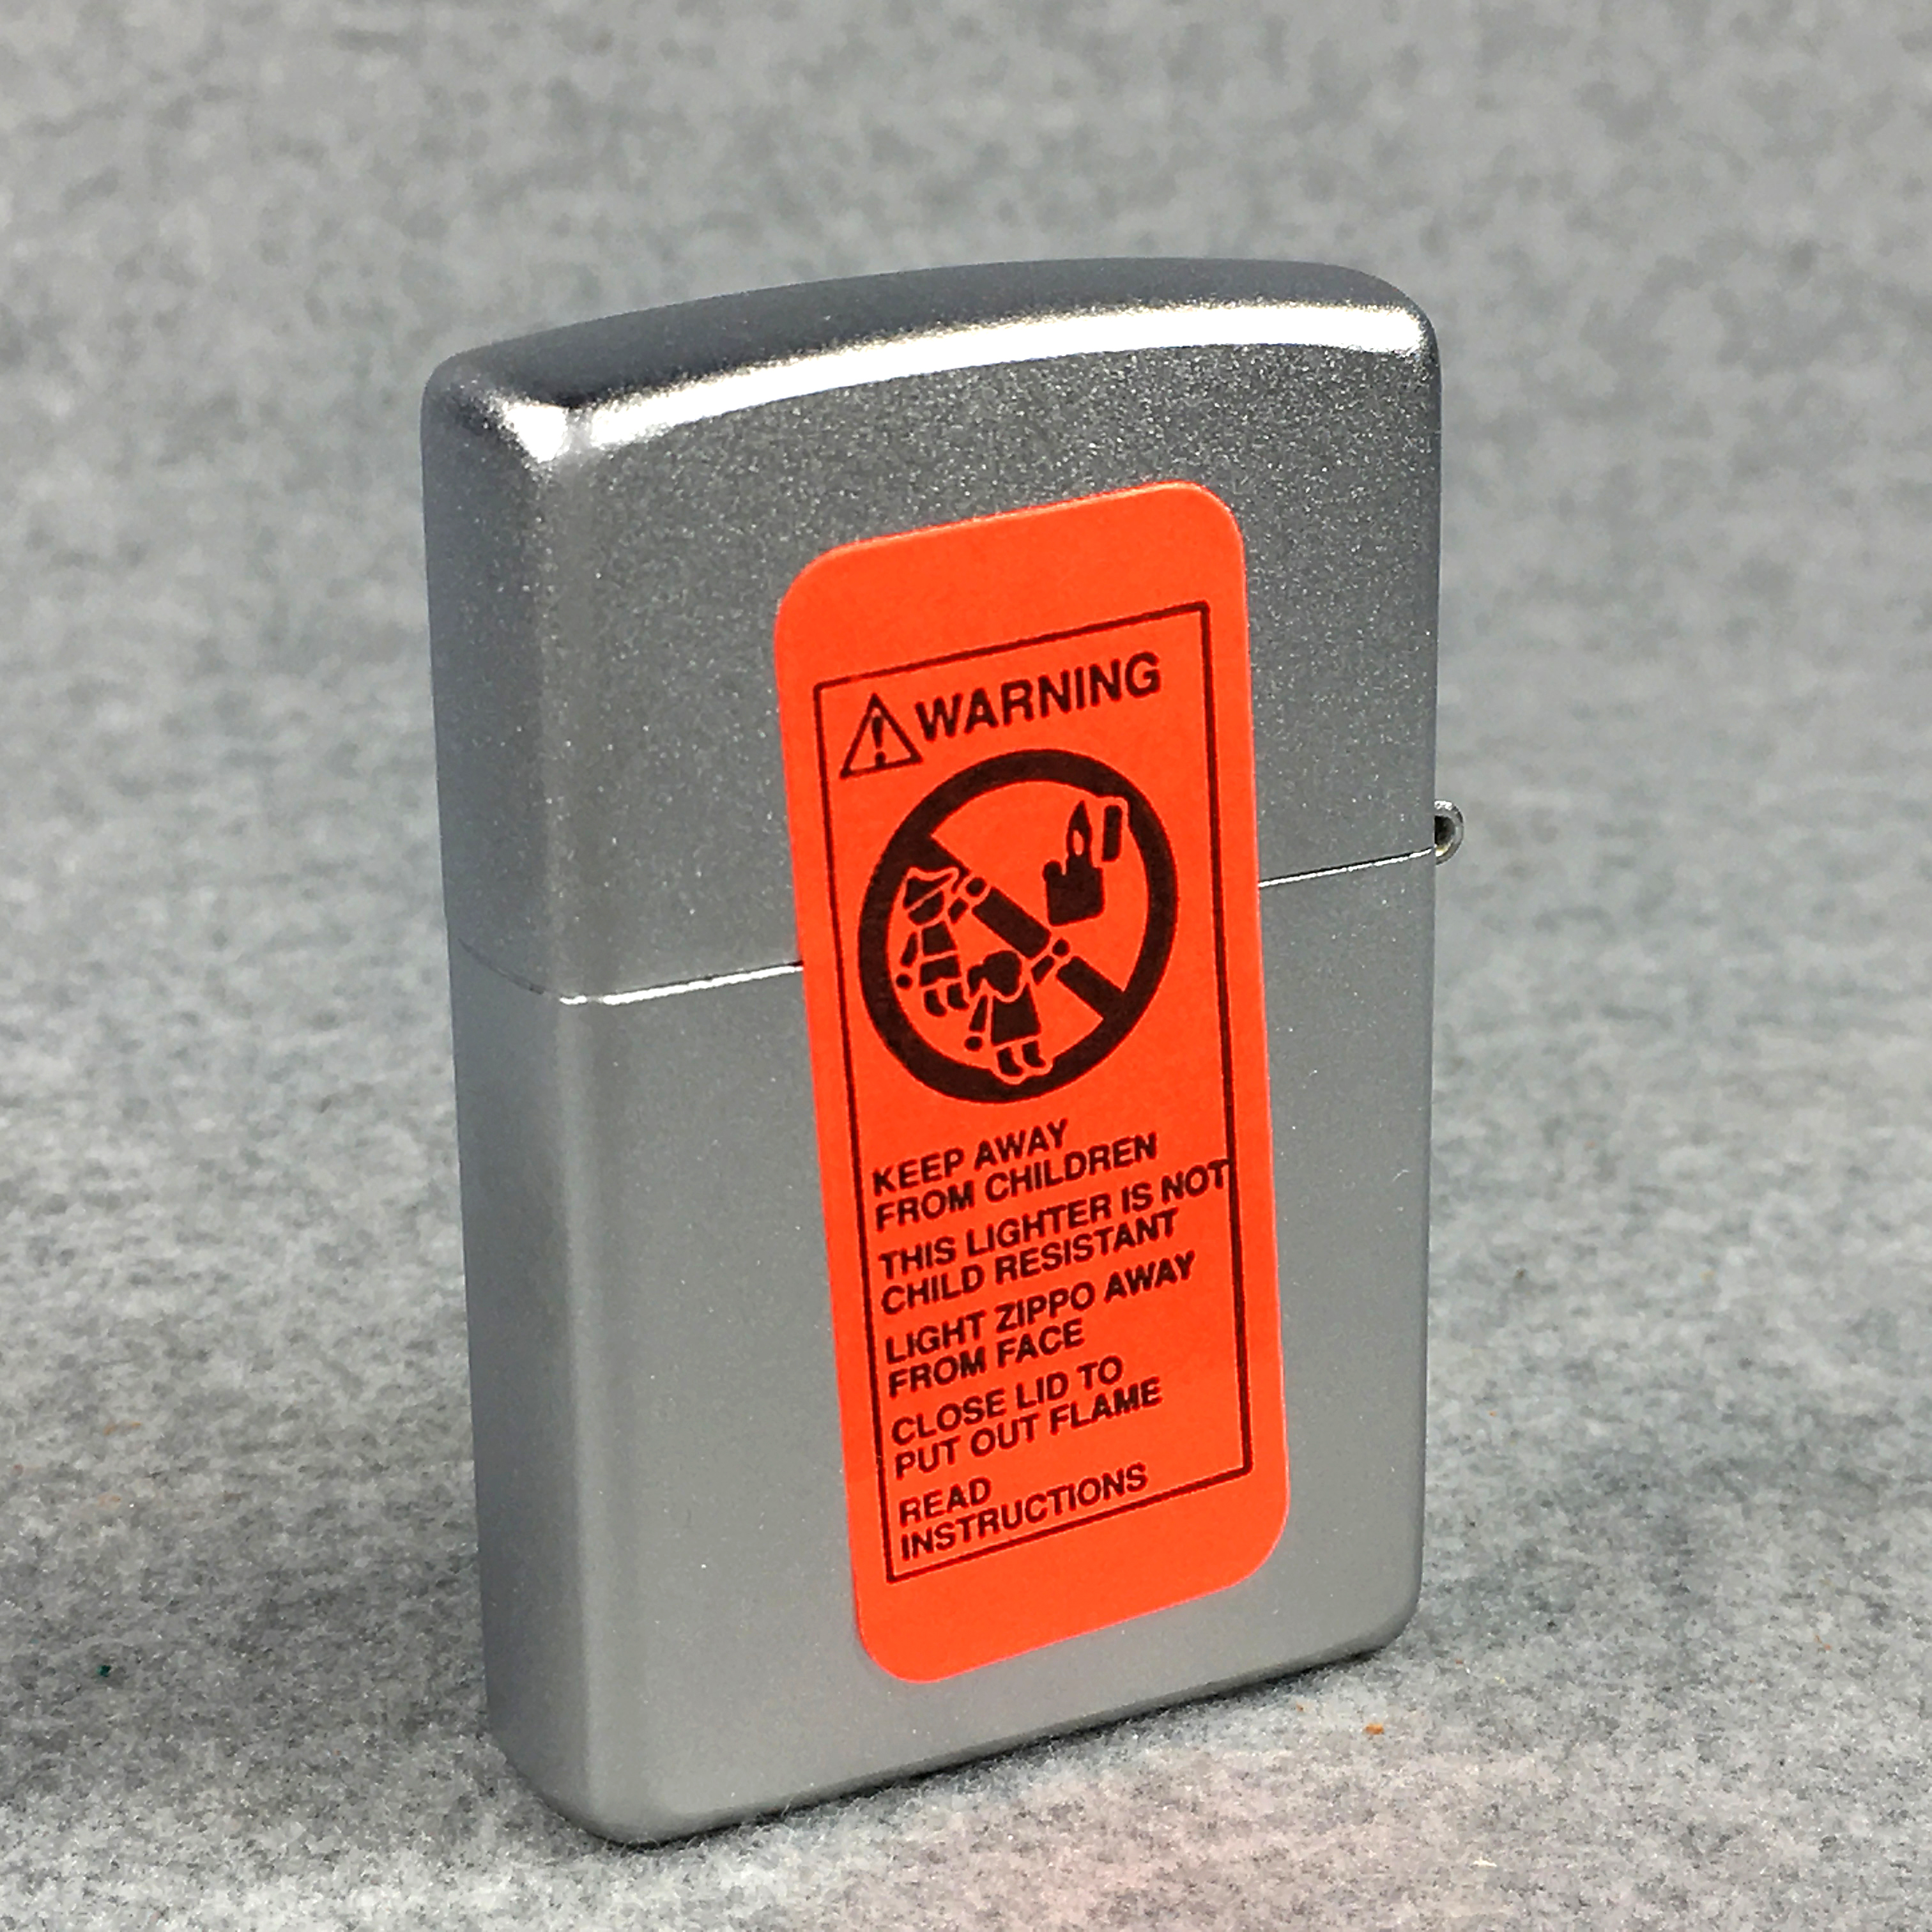 WARNING
KEEP AWAY
FROM CHILDREN
THIS LIGHTER IS NOT
CHILD RESISTANT
LIGHT ZIPPO AWAY
FROM FACE
CLOSE LID TO
PUT OUT FLAME
READ
INSTRUCTIONS